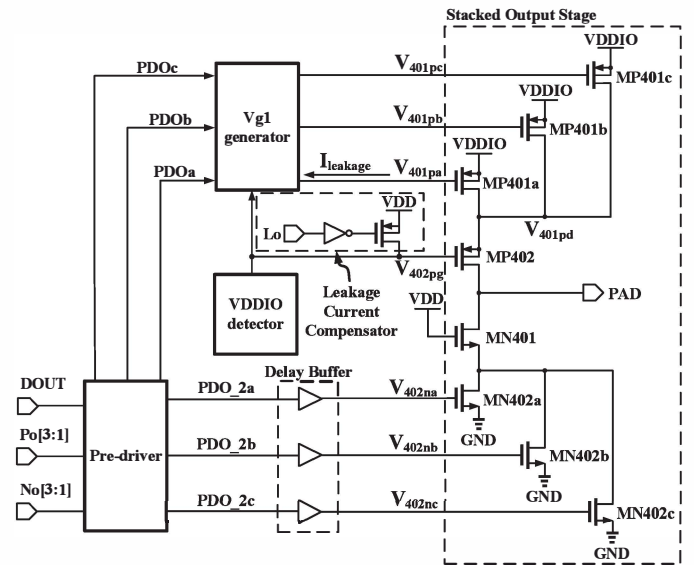 Stacked Output Stage
VDDIO
PDOc
V401pc
MP401c
VDDIO
PDOb
Vg1
generator
V401pb
MP401b
VDDIO
PDOa
Ileakage
V401pa
MP401a
VDD
Lo
V401pd
V402pg
MP402
VDDIO
detector
Leakage
Current
Compensator
VDD
PAD
MN401
DOUT
Delay Buffer
PDO_2a
V402na
MN402a
GND
Po[3:1]
Pre-driver
PDO_2b
V402nb
MN402b
GND
No[3:1]
PDO_2c
V402nc
MN402c
GND